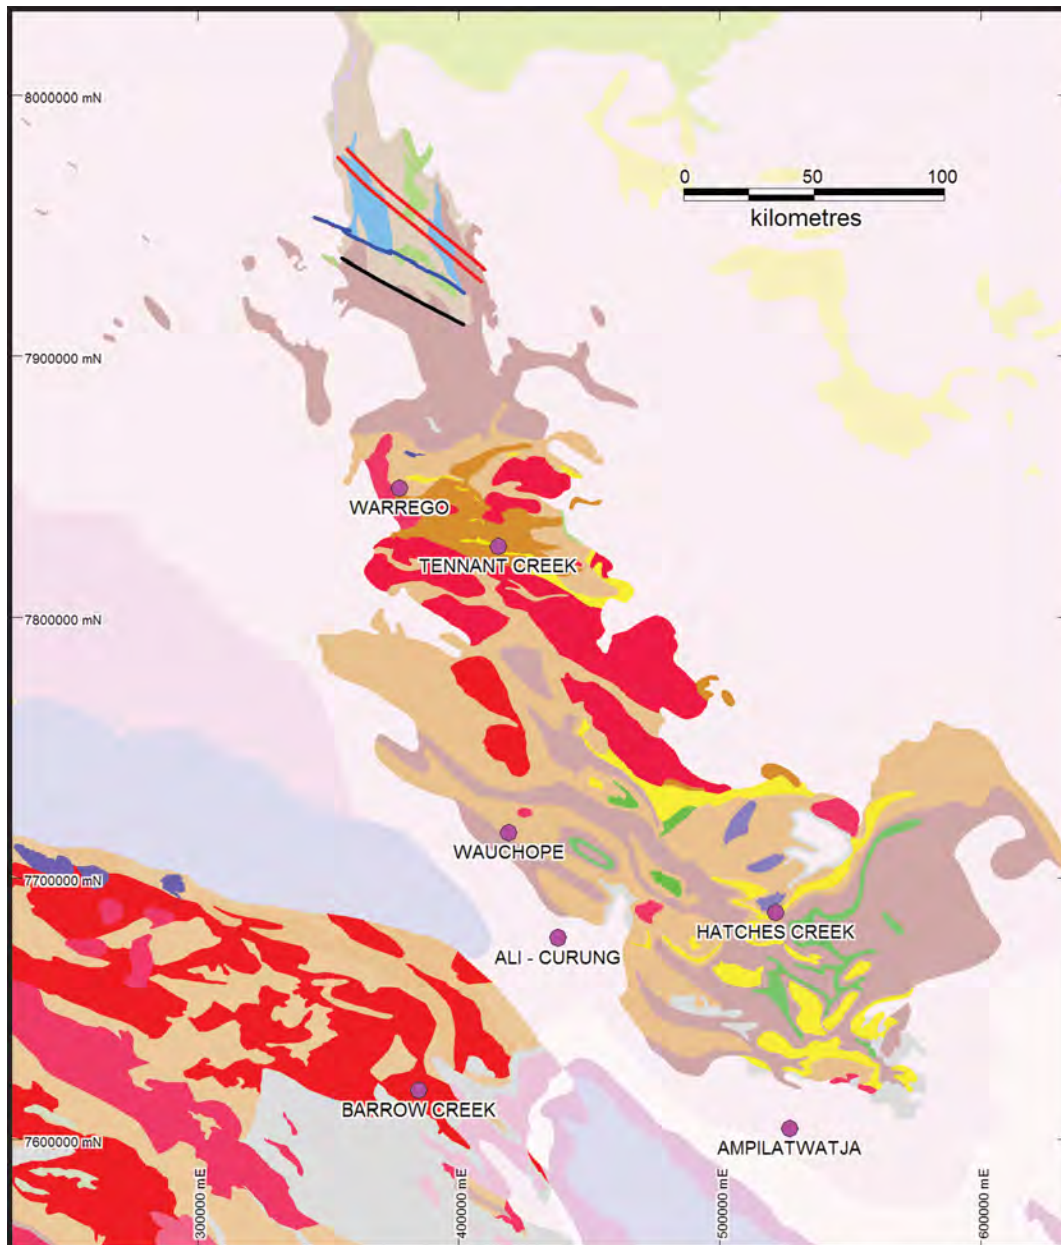 8000000 mN
0 50 100
kilometres
7900000 mN
WARREGO
TENNANT CREEK
7800000 mN
WAUCHOPE
7700000 mN
HATCHES CREEK
ALI - CURUNG
BARROW CREEK
7600000 mN
AMPILATWATJA
300000 mE
400000 mE
500000 mE
600000 mE